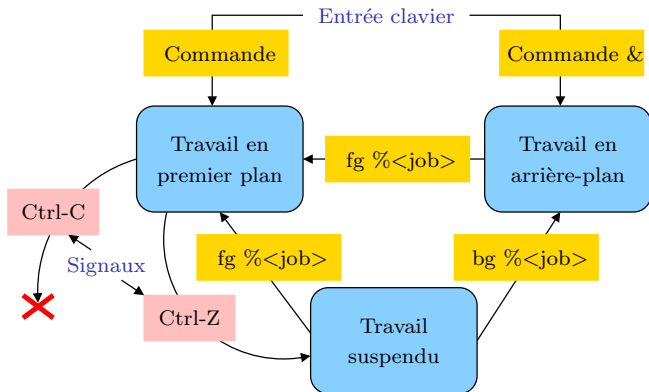 Entrée clavier
Commande
Commande &
Travail en
premier plan
fg %<job>
Travail en
arrière-plan
Ctrl-C
Signaux
fg %<job>
bg %<job>
Ctrl-Z
Travail
suspendu